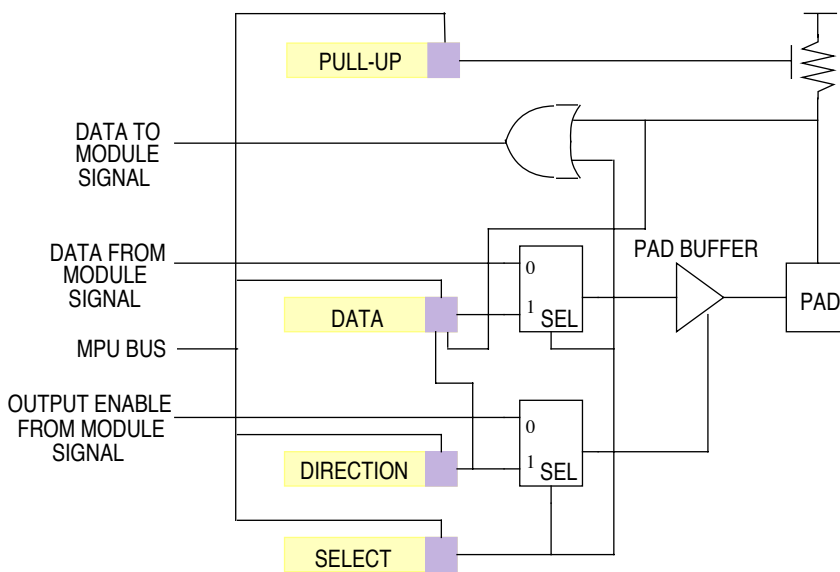 PULL-UP
DATA TO
MODULE
SIGNAL
DATA FROM
MODULE
SIGNAL
0
1
SEL
PAD BUFFER
PAD
DATA
MPU BUS
OUTPUT ENABLE
FROM MODULE
SIGNAL
0
1
SEL
DIRECTION
SELECT